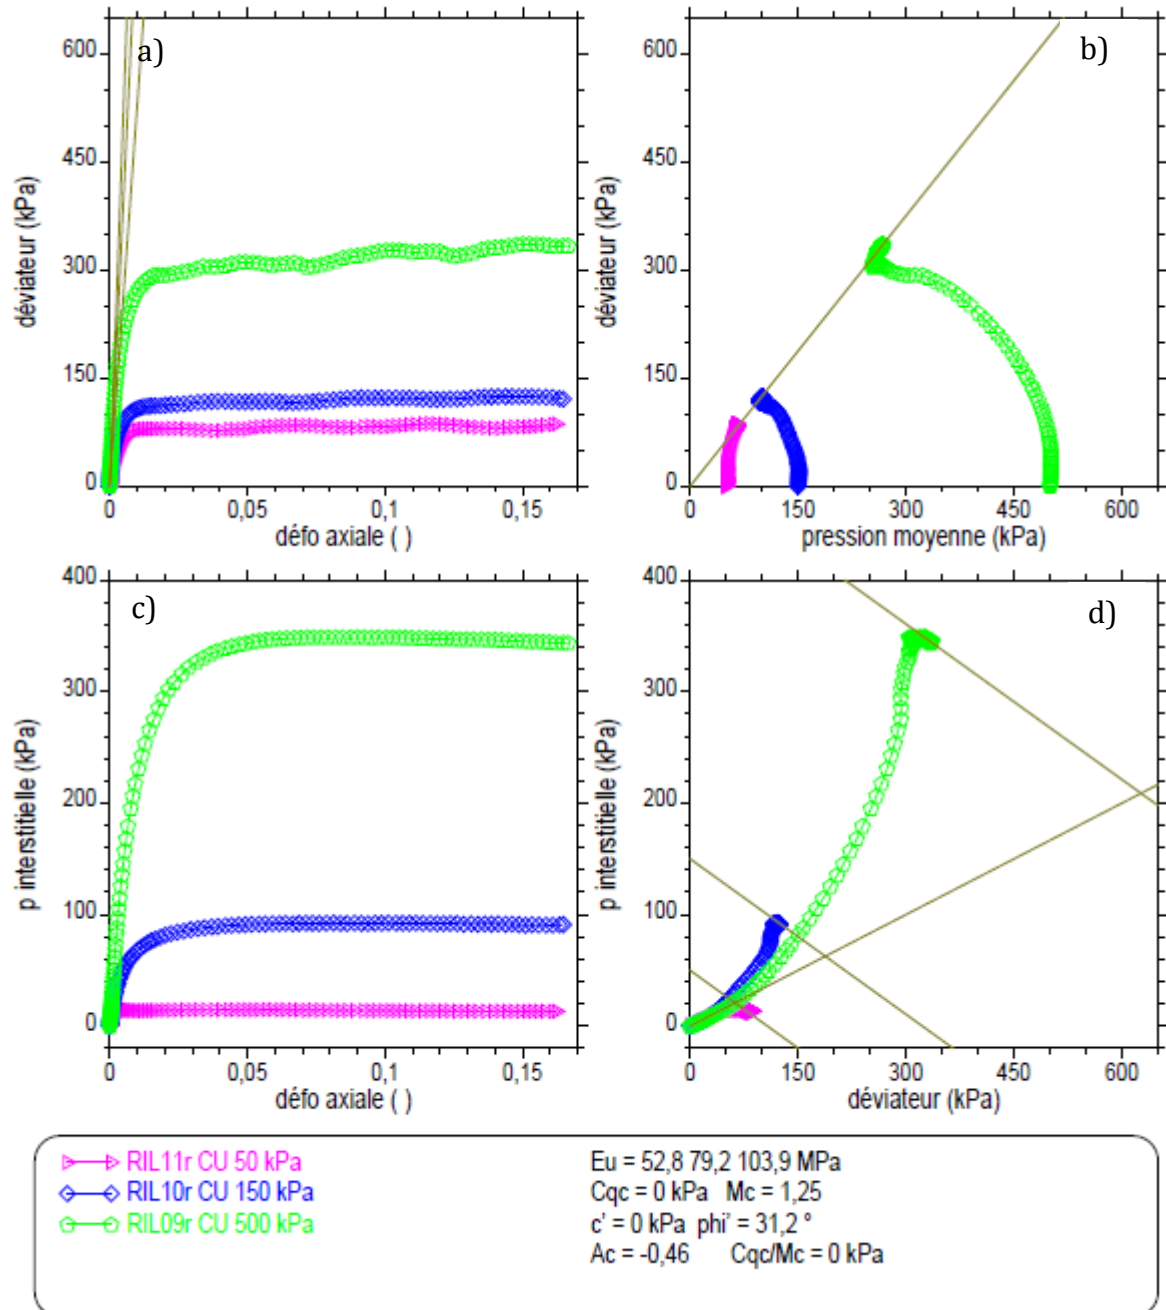 a)
600
450
300
150
0
déviateur (kPa)
0 0,05 0,1 0,15
défo axiale ( )
b)
600
450
300
150
0
déviateur (kPa)
0 150 300 450 600
pression moyenne (kPa)
c)
400
300
200
100
0
p interstitielle (kPa)
0 0,05 0,1 0,15
défo axiale ( )
d)
400
300
200
100
0
p interstitielle (kPa)
0 150 300 450 600
déviateur (kPa)
RIL11r CU 50 kPa
RIL10r CU 150 kPa
RIL09r CU 500 kPa
Eu = 52,8 79,2 103,9 MPa
Cqc = 0 kPa Mc = 1,25
c' = 0 kPa phi' = 31,2 °
Ac = -0,46 Cqc/Mc = 0 kPa